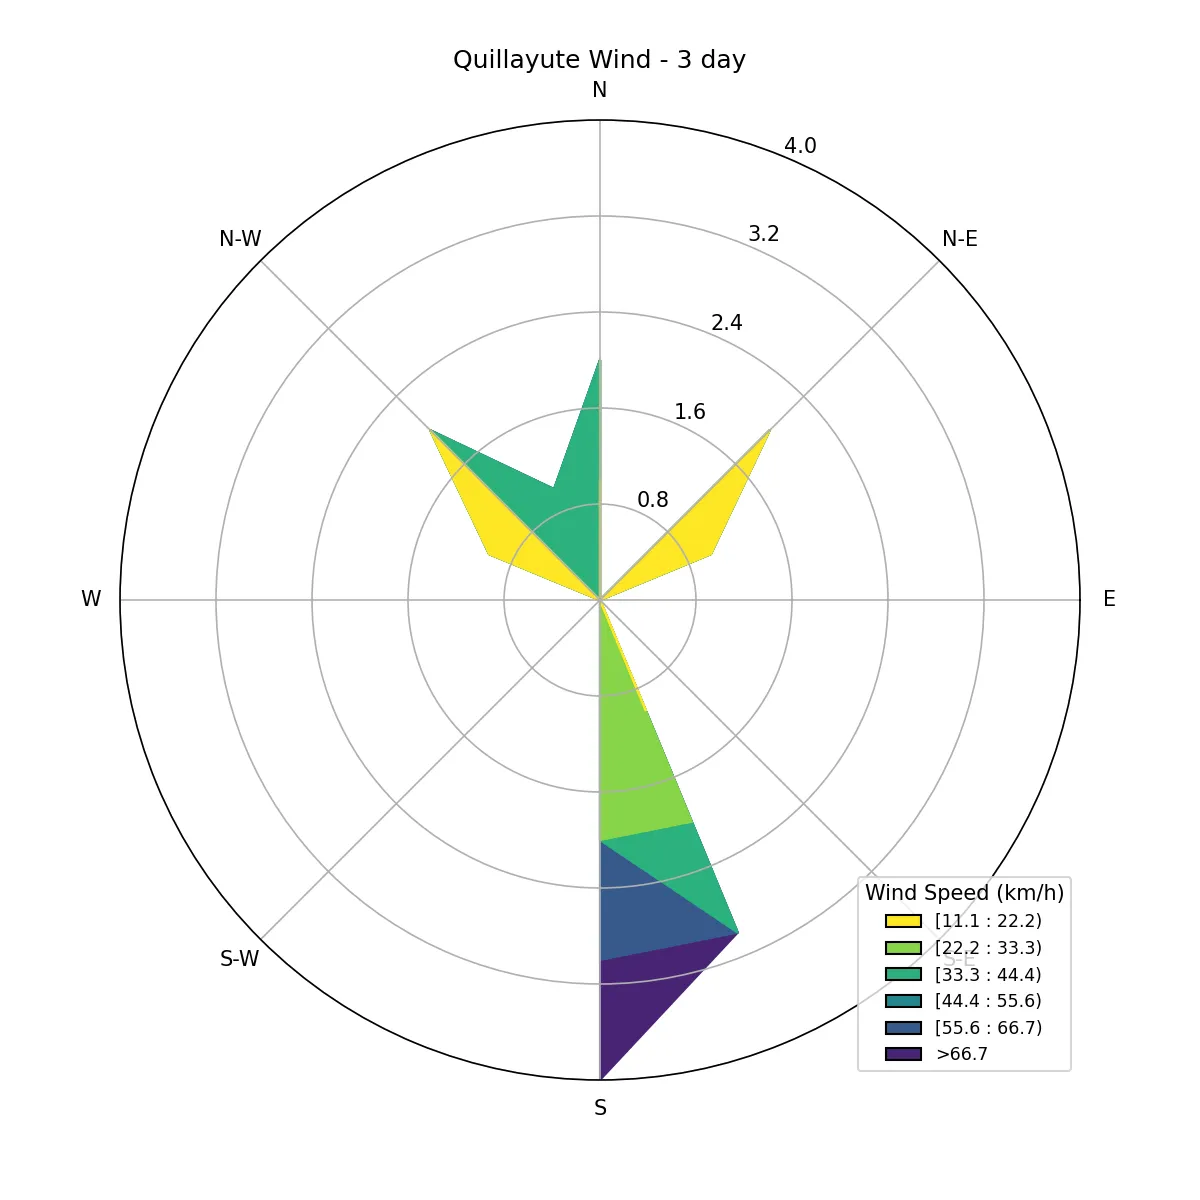 Quillayute Wind - 3 day
N
4.0
N-W
3.2
N-E
2.4
1.6
0.8
W
E
Wind Speed (km/h)
[11.1 : 22.2)
[22.2 : 33.3)
S-W
S-E
[33.3 : 44.4)
[44.4 : 55.6)
[55.6 : 66.7)
>66.7
S